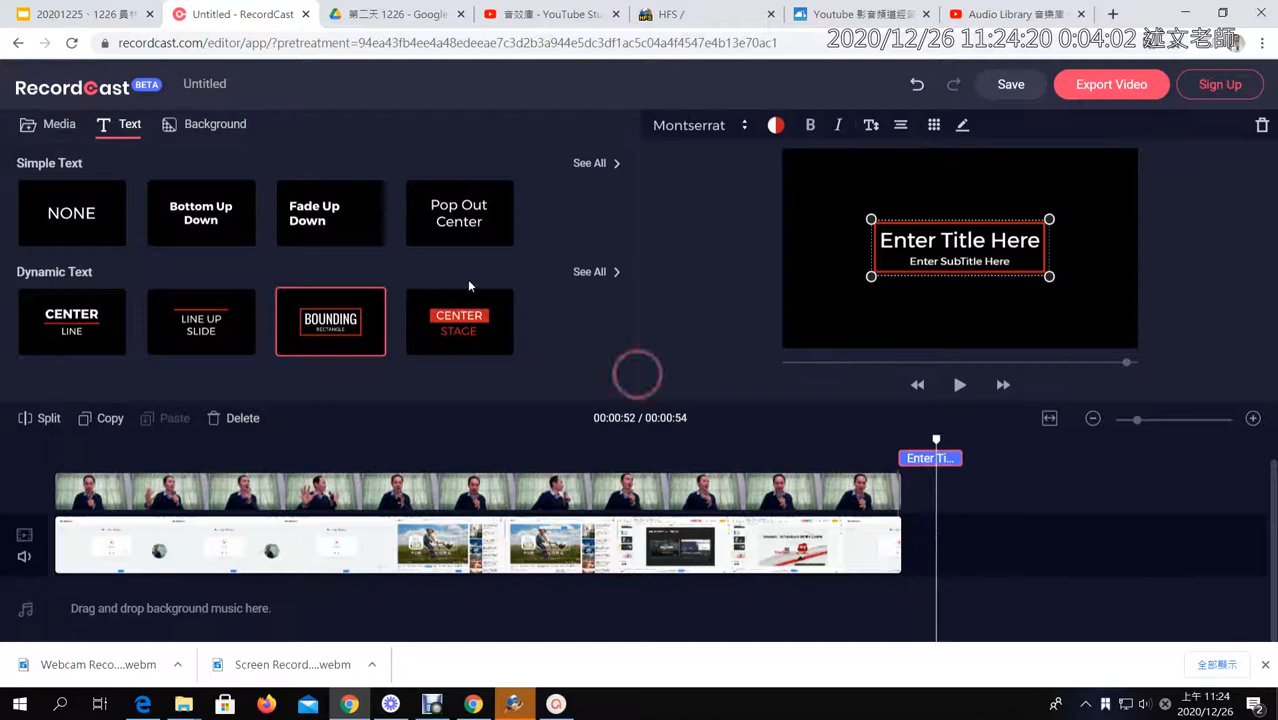 20201225 - 1226 員林
Untitled - RecordCast
第二天 1226 - Google
音效庫 - YouTube Stu
HFS /
Youtube 影音頻道經營
Audio Library 音樂庫
recordcast.com/editor/app/?pretreatment=94ea43fb4ee4a48edeeae7c3d2b3a944e5dc3df1ac5c04a4f4547e4b13e70ac1
2020/12/26 11:24:20 0:04:02 述文老師
RecordCast BETA
Untitled
Save
Export Video
Sign Up
Media
Text
Background
Montserrat
B I
Simple Text
See All
NONE
Bottom Up
Down
Fade Up
Down
Pop Out
Center
Enter Title Here
Enter SubTitle Here
Dynamic Text
See All
CENTER
LINE
LINE UP
SLIDE
BOUNDING
RECTANGLE
CENTER
STAGE
Split
Copy
Paste
Delete
00:00:52 / 00:00:54
Enter Ti...
Drag and drop background music here.
Webcam Reco....webm
Screen Record....webm
全部顯示
上午 11:24
2020/12/26
2